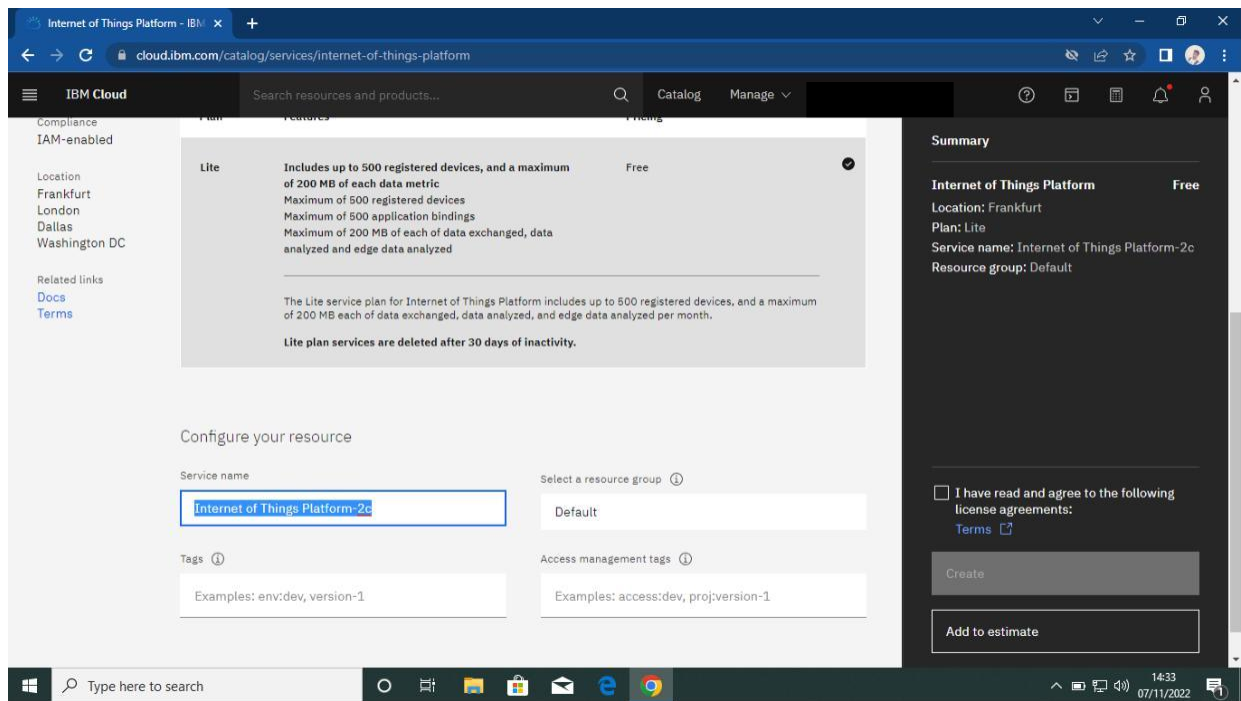 Internet of Things Platform - IBM
cloud.ibm.com/catalog/services/internet-of-things-platform
IBM Cloud
Search resources and products...
Catalog
Manage
Compliance
IAM-enabled
Location
Frankfurt
London
Dallas
Washington DC
Related links
Docs
Terms
Plan Features Pricing
Lite
Includes up to 500 registered devices, and a maximum
of 200 MB of each data metric
Maximum of 500 registered devices
Maximum of 500 application bindings
Maximum of 200 MB of each of data exchanged, data
analyzed and edge data analyzed
Free
The Lite service plan for Internet of Things Platform includes up to 500 registered devices, and a maximum
of 200 MB each of data exchanged, data analyzed, and edge data analyzed per month.
Lite plan services are deleted after 30 days of inactivity.
Configure your resource
Service name
Internet of Things Platform-2c
Select a resource group
Default
Tags
Examples: env:dev, version-1
Access management tags
Examples: access:dev, proj:version-1
Summary
Internet of Things Platform Free
Location: Frankfurt
Plan: Lite
Service name: Internet of Things Platform-2c
Resource group: Default
I have read and agree to the following
license agreements:
Terms
Create
Add to estimate
Type here to search
14:33
07/11/2022
1